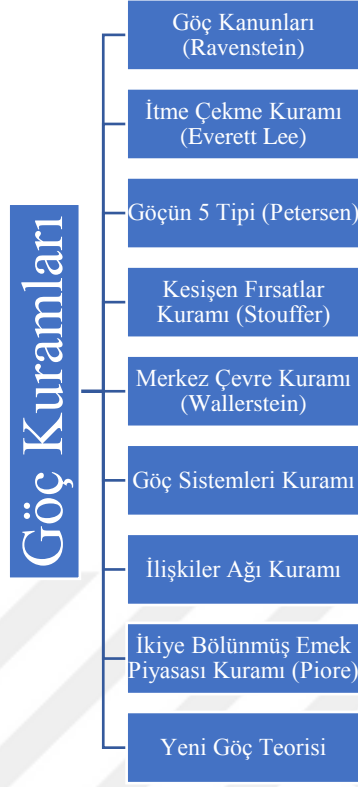 Göç Kuramları
Göç Kanunları
(Ravenstein)
İtme Çekme Kuramı
(Everett Lee)
Göçün 5 Tipi (Petersen)
Kesişen Fırsatlar
Kuramı (Stouffer)
Merkez Çevre Kuramı
(Wallerstein)
Göç Sistemleri Kuramı
İlişkiler Ağı Kuramı
İkiye Bölünmüş Emek
Piyasası Kuramı (Piore)
Yeni Göç Teorisi